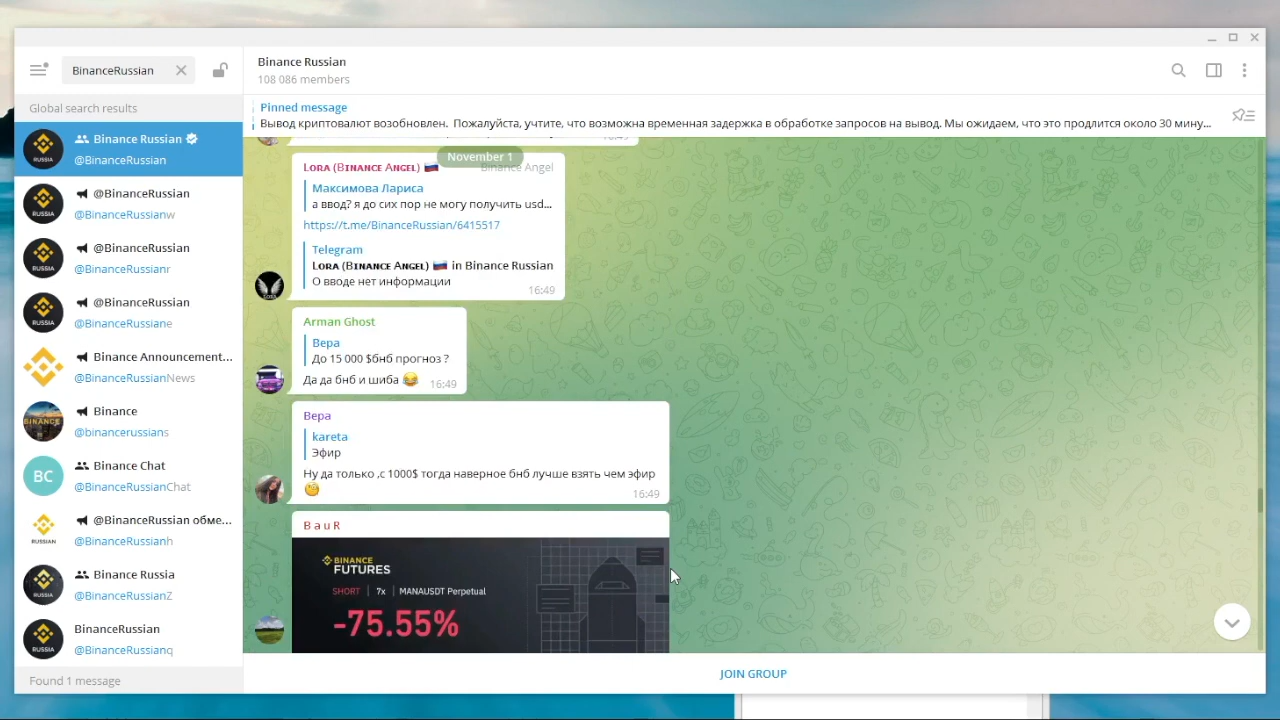 BinanceRussian
Global search results
Binance Russian
@BinanceRussian
@BinanceRussian
@BinanceRussianw
@BinanceRussian
@BinanceRussianr
@BinanceRussian
@BinanceRussiane
Binance Announcement...
@BinanceRussianNews
Binance
@binancerussians
BC
Binance Chat
@BinanceRussianChat
@BinanceRussian обме...
@BinanceRussianh
Binance Russia
@BinanceRussianZ
BinanceRussian
@BinanceRussianq
Found 1 message
Binance Russian
108 086 members
Pinned message
Вывод криптовалют возобновлен. Пожалуйста, учтите, что возможна временная задержка в обработке запросов на вывод. Мы ожидаем, что это продлится около 30 мину...
November 1
Lora (Binance Angel) 🇷🇺 Binance Angel
Максимова Лариса
а ввод? я до сих пор не могу получить usd...
https://t.me/BinanceRussian/6415517
Telegram
Lora (Binance Angel) 🇷🇺 in Binance Russian
О вводе нет информации
16:49
Arman Ghost
Вера
До 15 000 $бнб прогноз ?
Да да бнб и шиба 😂 16:49
Вера
kareta
Эфир
Ну да только ,с 1000$ тогда наверное бнб лучше взять чем эфир
🧐 16:49
B a u R
BINANCE
FUTURES
SHORT | 7x | MANAUSDT Perpetual
-75.55%
JOIN GROUP